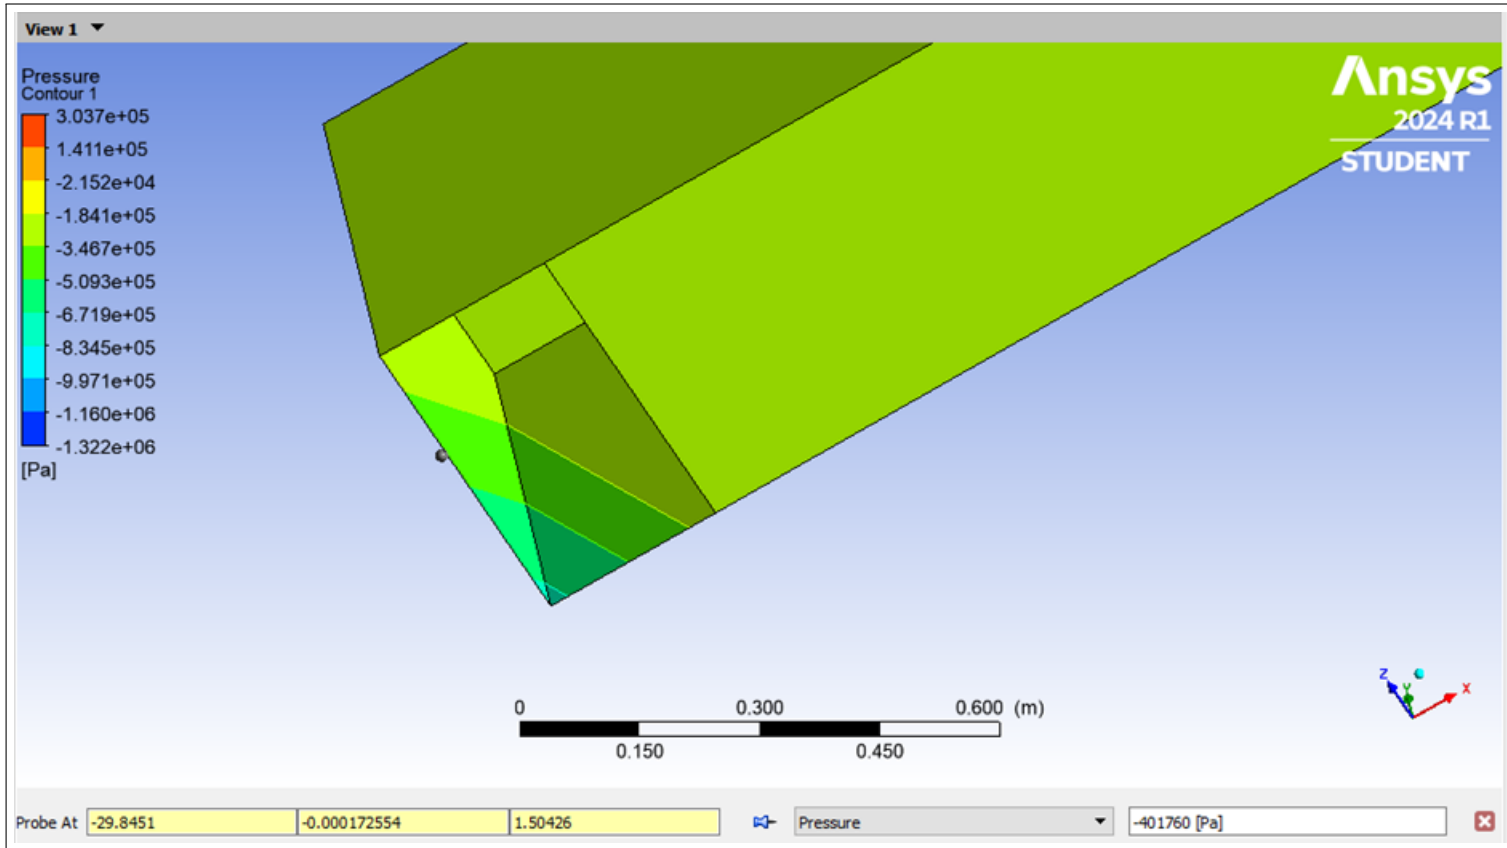 View 1
Pressure
Contour 1
3.037e+05
1.411e+05
-2.152e+04
-1.841e+05
-3.467e+05
-5.093e+05
-6.719e+05
-8.345e+05
-9.971e+05
-1.160e+06
-1.322e+06
[Pa]
Ansys
2024 R1
STUDENT
Z Y X
0 0.300 0.600 (m)
0.150 0.450
Probe At -29.8451 -0.000172554 1.50426 Pressure -401760 [Pa]